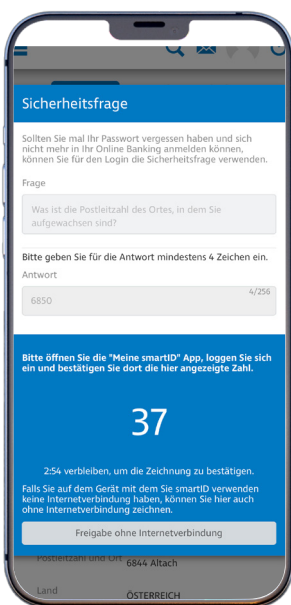 Sicherheitsfrage
Sollten Sie mal Ihr Passwort vergessen haben und sich
nicht mehr in Ihr Online Banking anmelden können,
können Sie für den Login die Sicherheitsfrage verwenden.
Frage
Was ist die Postleitzahl des Ortes, in dem Sie
aufgewachsen sind?
Bitte geben Sie für die Antwort mindestens 4 Zeichen ein.
Antwort
4/256
6850
Bitte öffnen Sie die "Meine smartID" App, loggen Sie sich
ein und bestätigen Sie dort die hier angezeigte Zahl.
37
2:54 verbleiben, um die Zeichnung zu bestätigen.
Falls Sie auf dem Gerät mit dem Sie smartID verwenden
keine Internetverbindung haben, können Sie hier auch
ohne Internetverbindung zeichnen.
Freigabe ohne Internetverbindung
Postleitzahl und Ort 6844 Altach
Land ÖSTERREICH